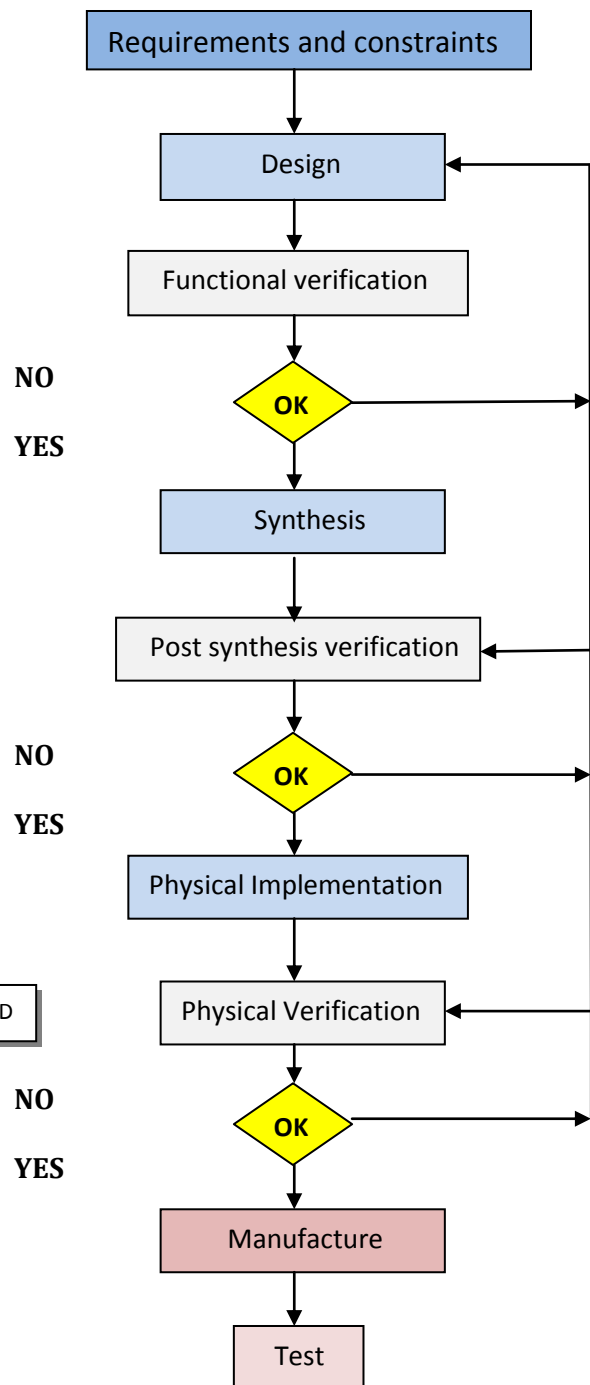 Requirements and constraints
Design
Functional verification
NO
OK
YES
Synthesis
Post synthesis verification
NO
OK
YES
Physical Implementation
Physical Verification
D
NO
OK
YES
Manufacture
Test